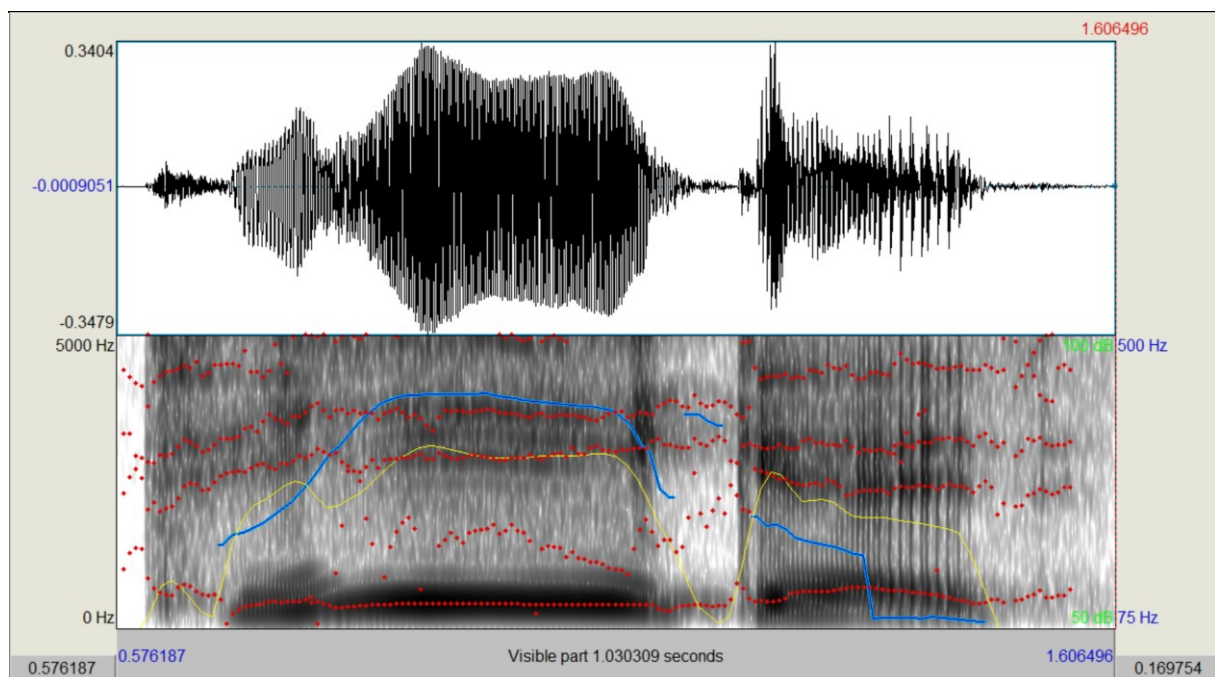 1.606496
0.3404
-0.0009051
-0.3479
5000 Hz 100 dB 500 Hz
0 Hz 50 dB 75 Hz
0.576187 Visible part 1.030309 seconds 1.606496
0.576187 0.169754